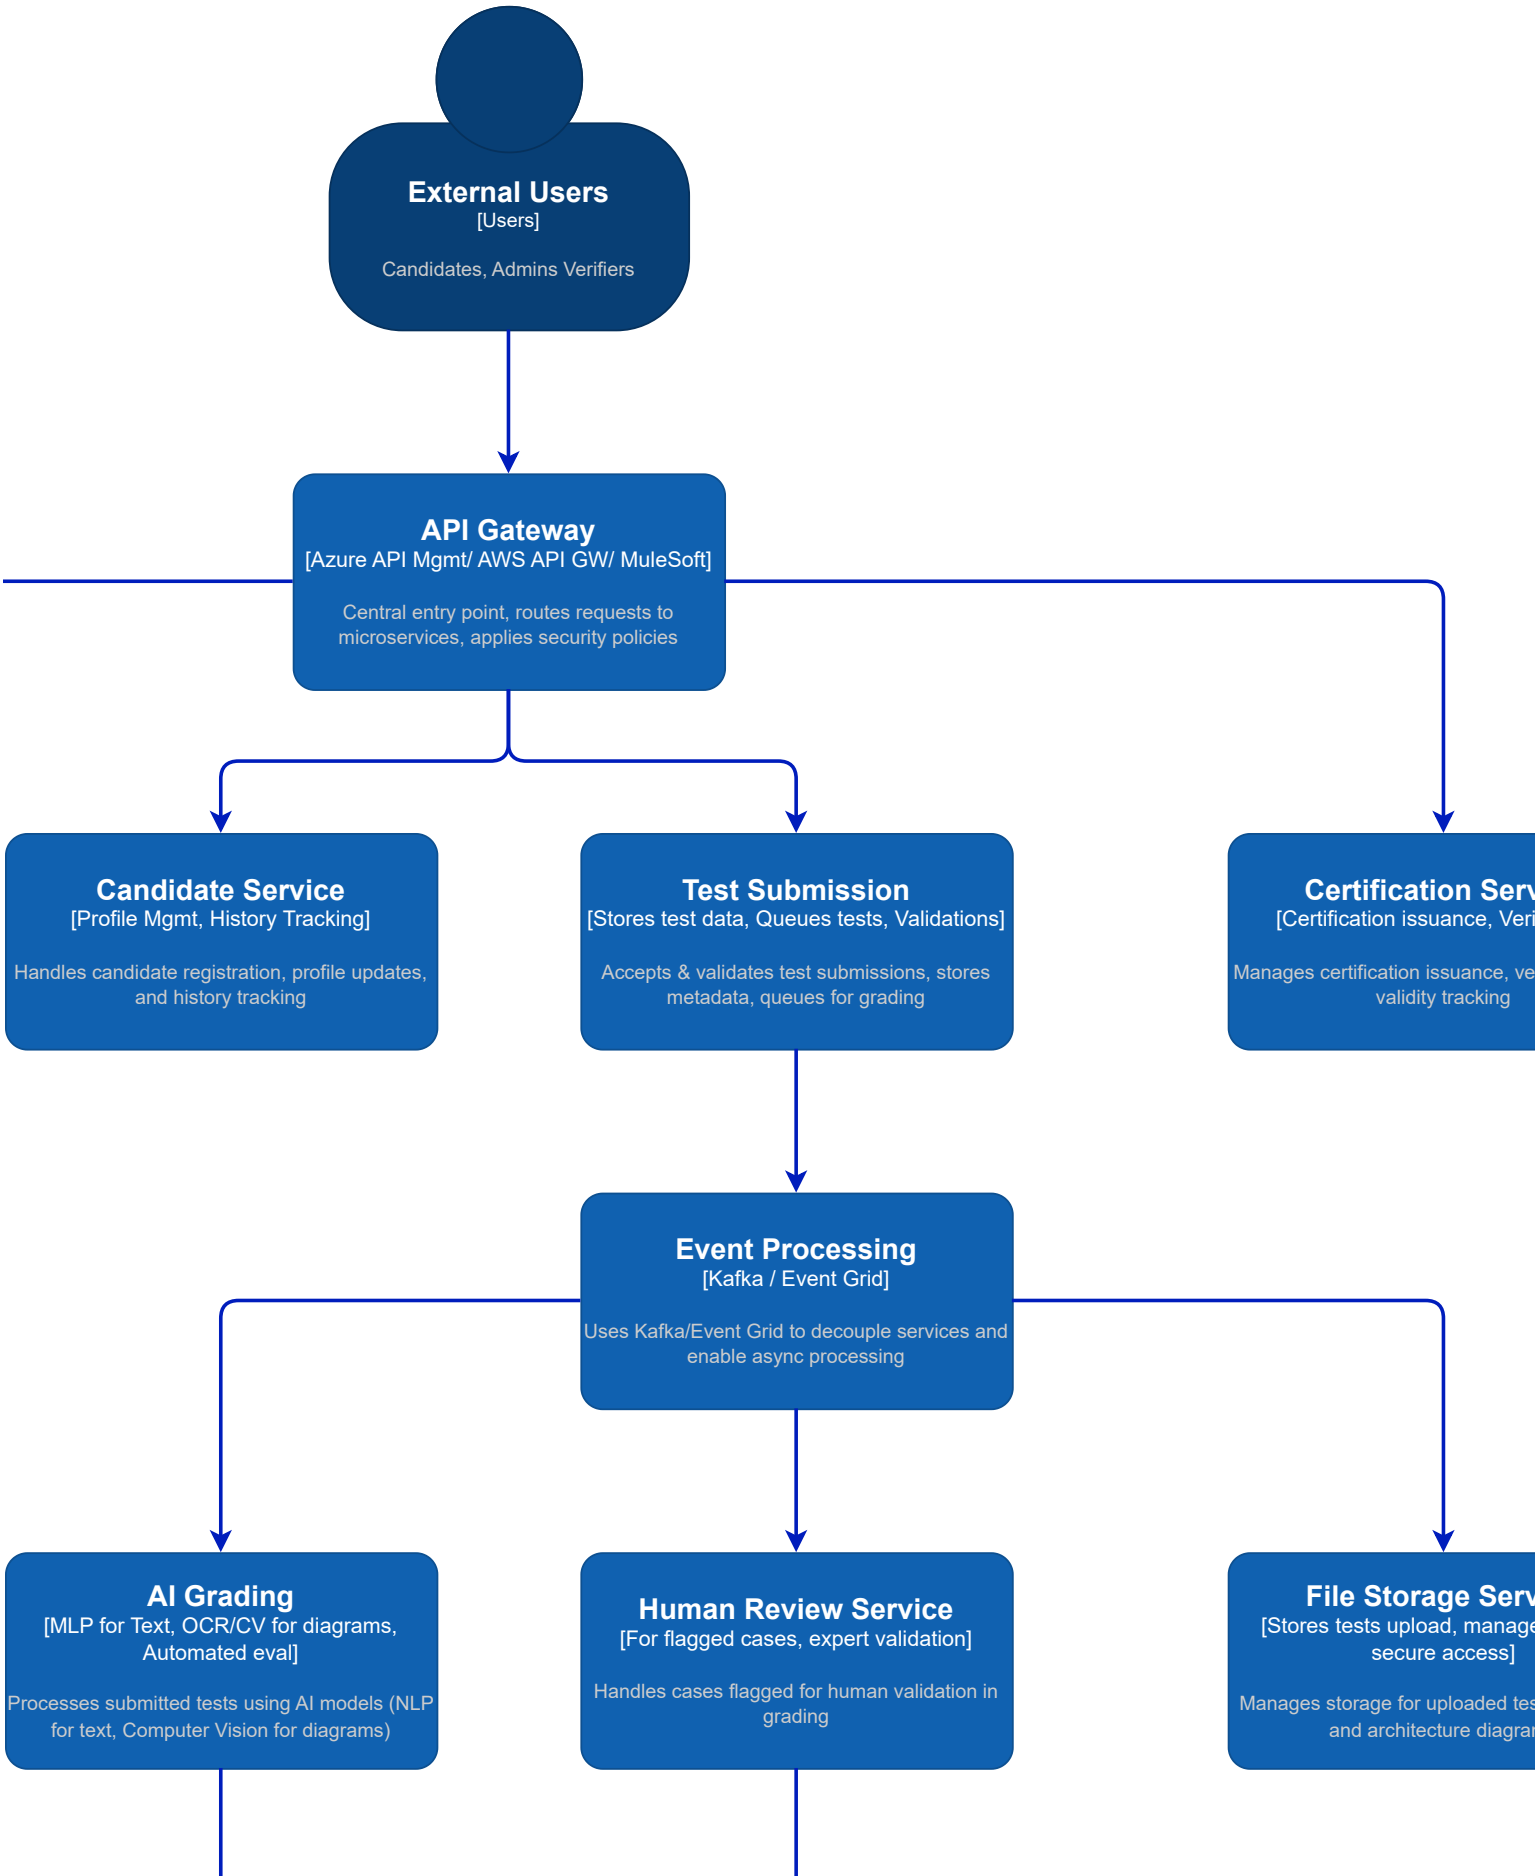 External Users
[Users]
Candidates, Admins Verifiers
API Gateway
[Azure API Mgmt/ AWS API GW/ MuleSoft]
Central entry point, routes requests to
microservices, applies security policies
Candidate Service
[Profile Mgmt, History Tracking]
Handles candidate registration, profile updates,
and history tracking
Test Submission
[Stores test data, Queues tests, Validations]
Accepts & validates test submissions, stores
metadata, queues for grading
Certification
[Certification issuance,
Manages certification issuance,
validity tracking
Event Processing
[Kafka / Event Grid]
Uses Kafka/Event Grid to decouple services and
enable async processing
AI Grading
[MLP for Text, OCR/CV for diagrams,
Automated eval]
Processes submitted tests using AI models (NLP
for text, Computer Vision for diagrams)
Human Review Service
[For flagged cases, expert validation]
Handles cases flagged for human validation in
grading
File Storage
[Stores tests upload,
secure access]
Manages storage for uploaded
and architecture